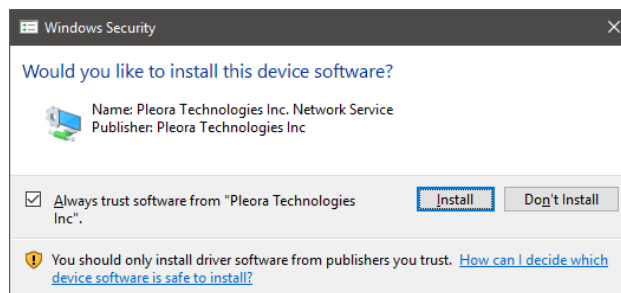 Windows Security
Would you like to install this device software?
Name: Pleora Technologies Inc. Network Service
Publisher: Pleora Technologies Inc
Always trust software from "Pleora Technologies
Inc".
Install
Don't Install
You should only install driver software from publishers you trust. How can I decide which
device software is safe to install?